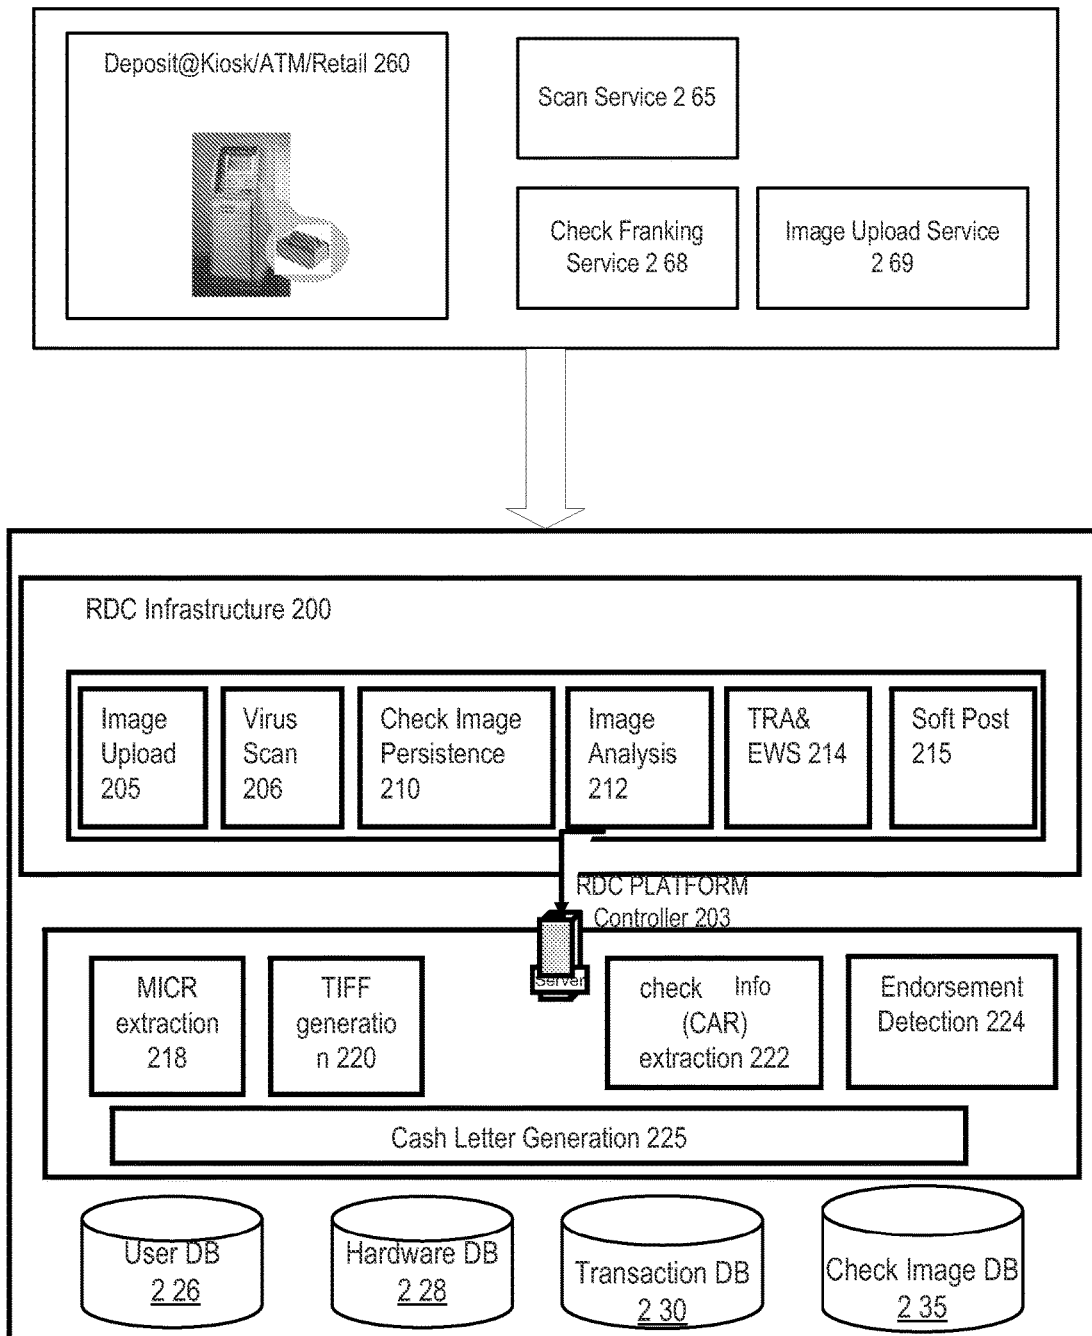 Deposit@Kiosk/ATM/Retail 260
Scan Service 2 65
Check Franking
Service 2 68
Image Upload Service
2 69
RDC Infrastructure 200
Image
Upload
205
Virus
Scan
206
Check Image
Persistence
210
Image
Analysis
212
TRA&
EWS 214
Soft Post
215
RDC PLATFORM
Controller 203
Server
MICR
extraction
218
TIFF
generatio
n 220
check Info
(CAR)
extraction 222
Endorsement
Detection 224
Cash Letter Generation 225
User DB
2 26
Hardware DB
2 28
Transaction DB
2 30
Check Image DB
2 35